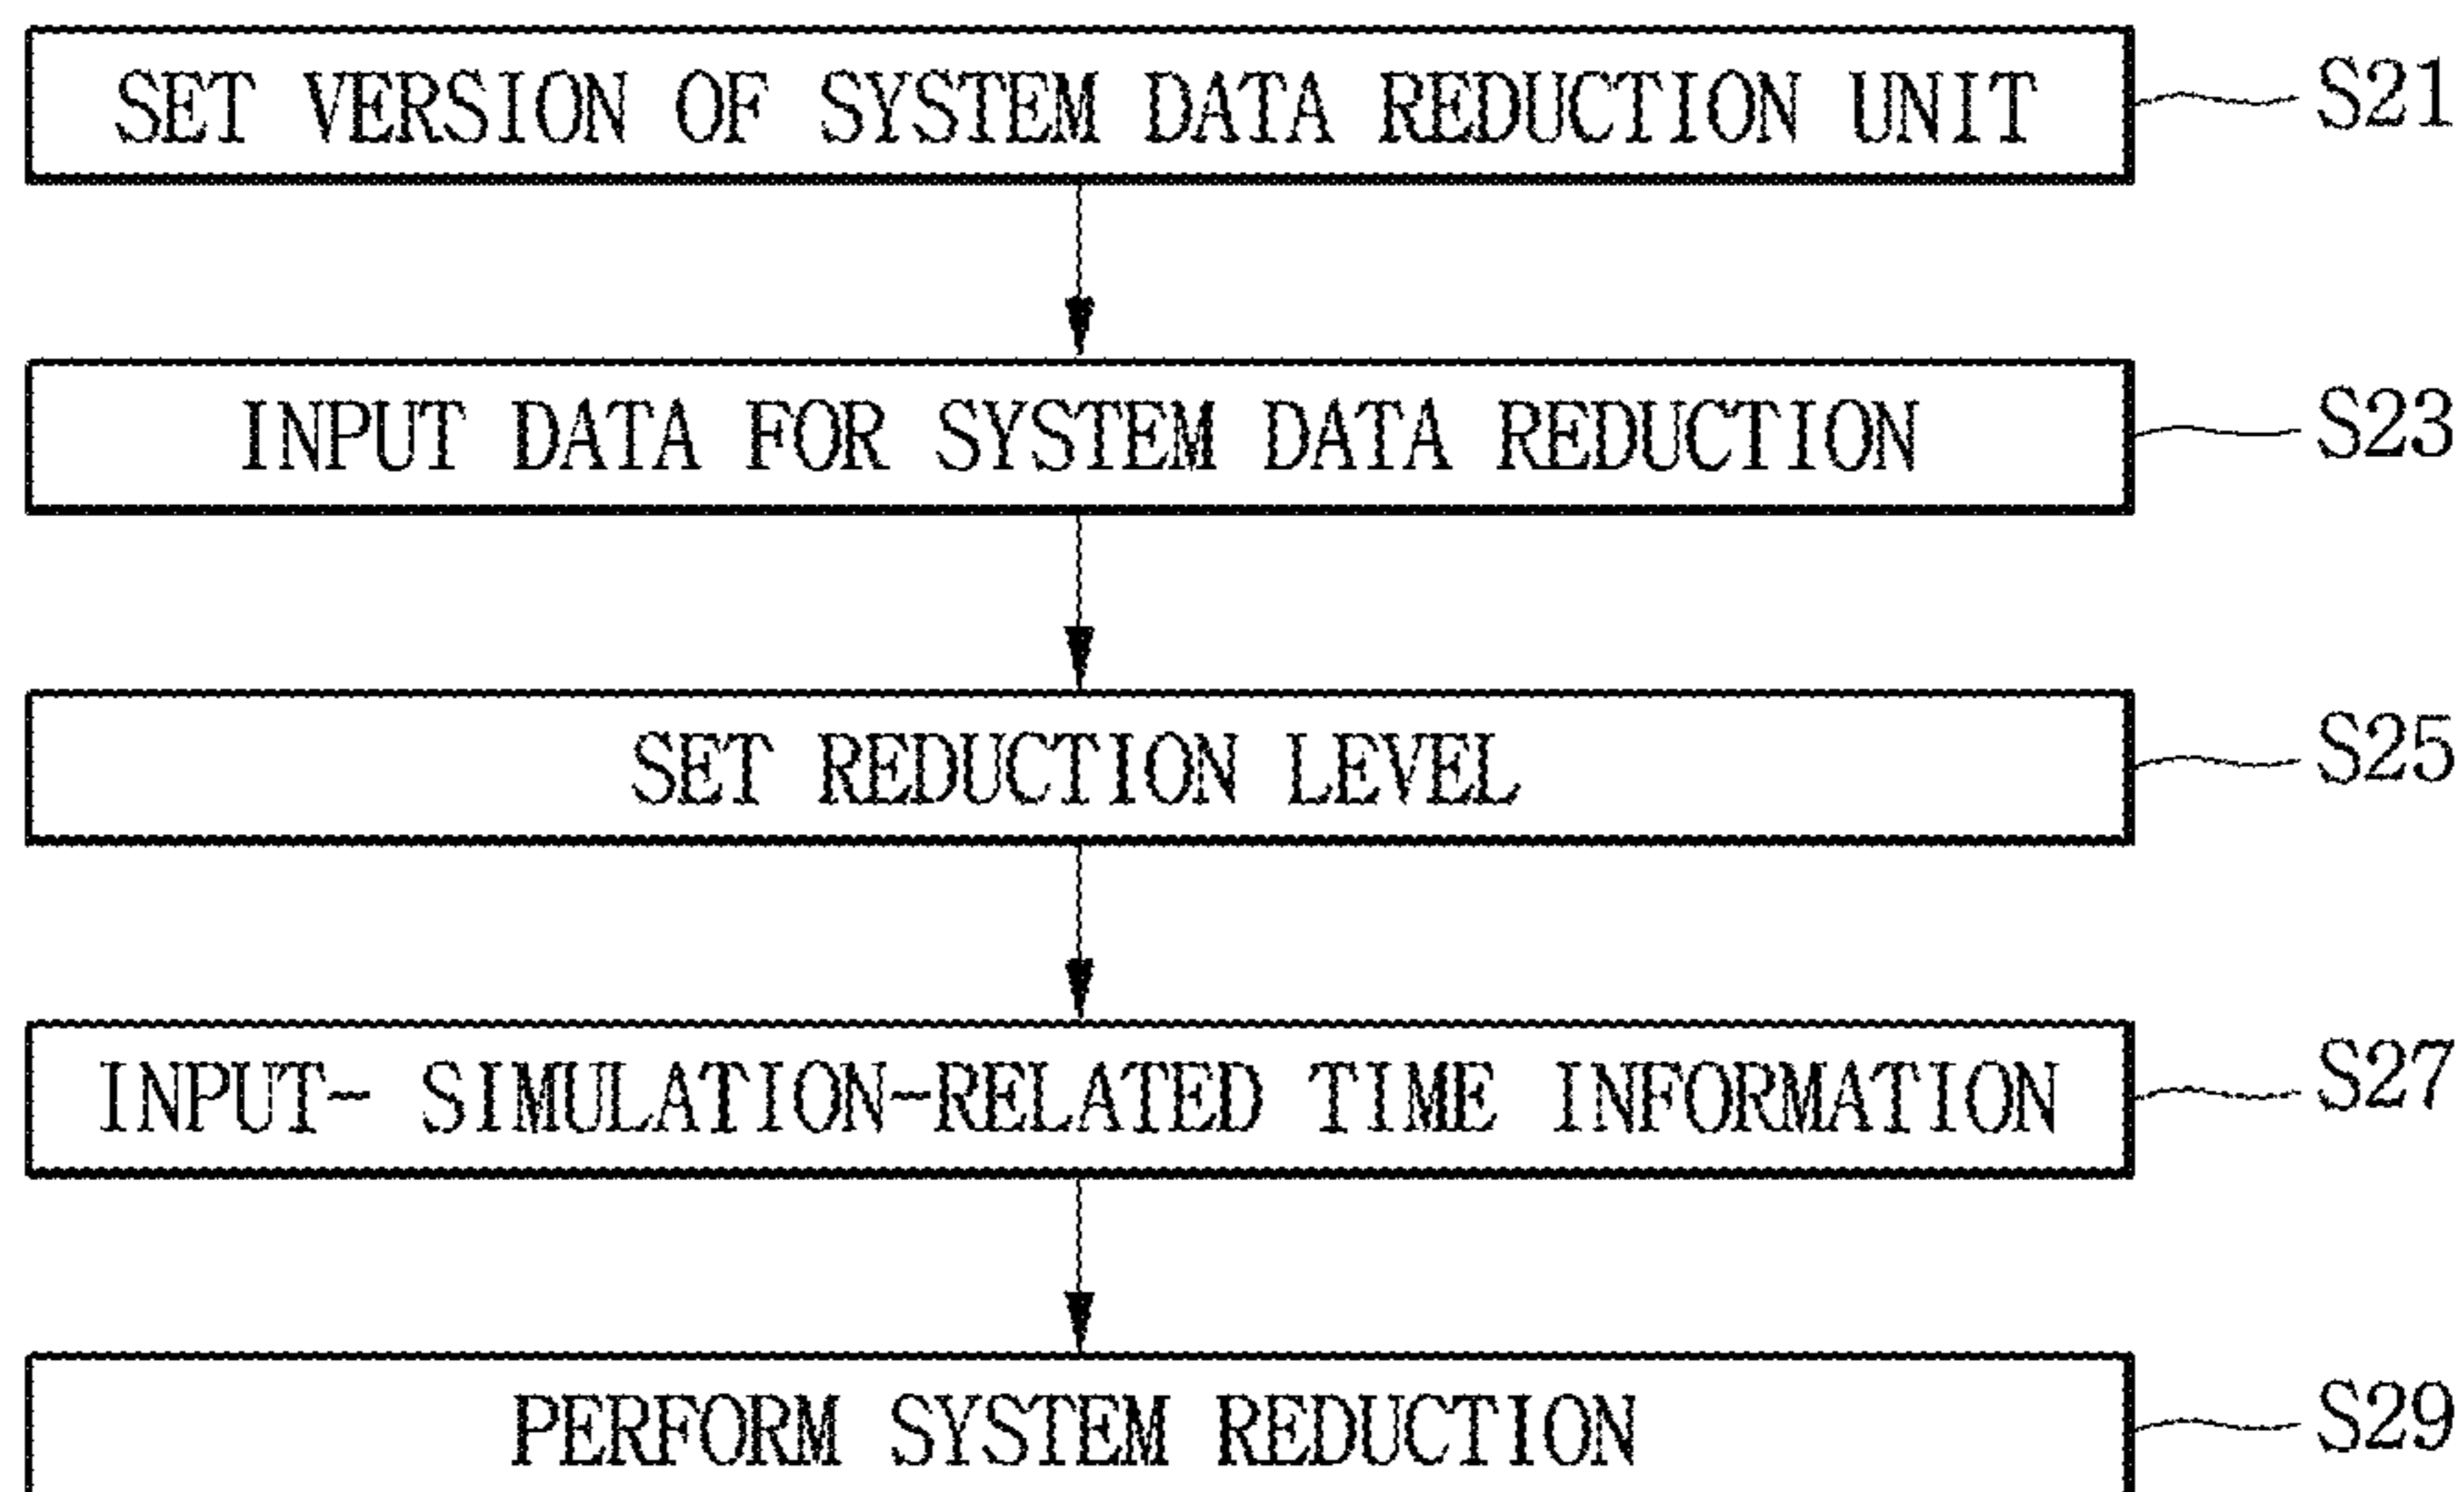 SET VERSION OF SYSTEM DATA REDUCTION UNIT S21
INPUT DATA FOR SYSTEM DATA REDUCTION S23
SET REDUCTION LEVEL S25
INPUT- SIMULATION-RELATED TIME INFORMATION S27
PERFORM SYSTEM REDUCTION S29